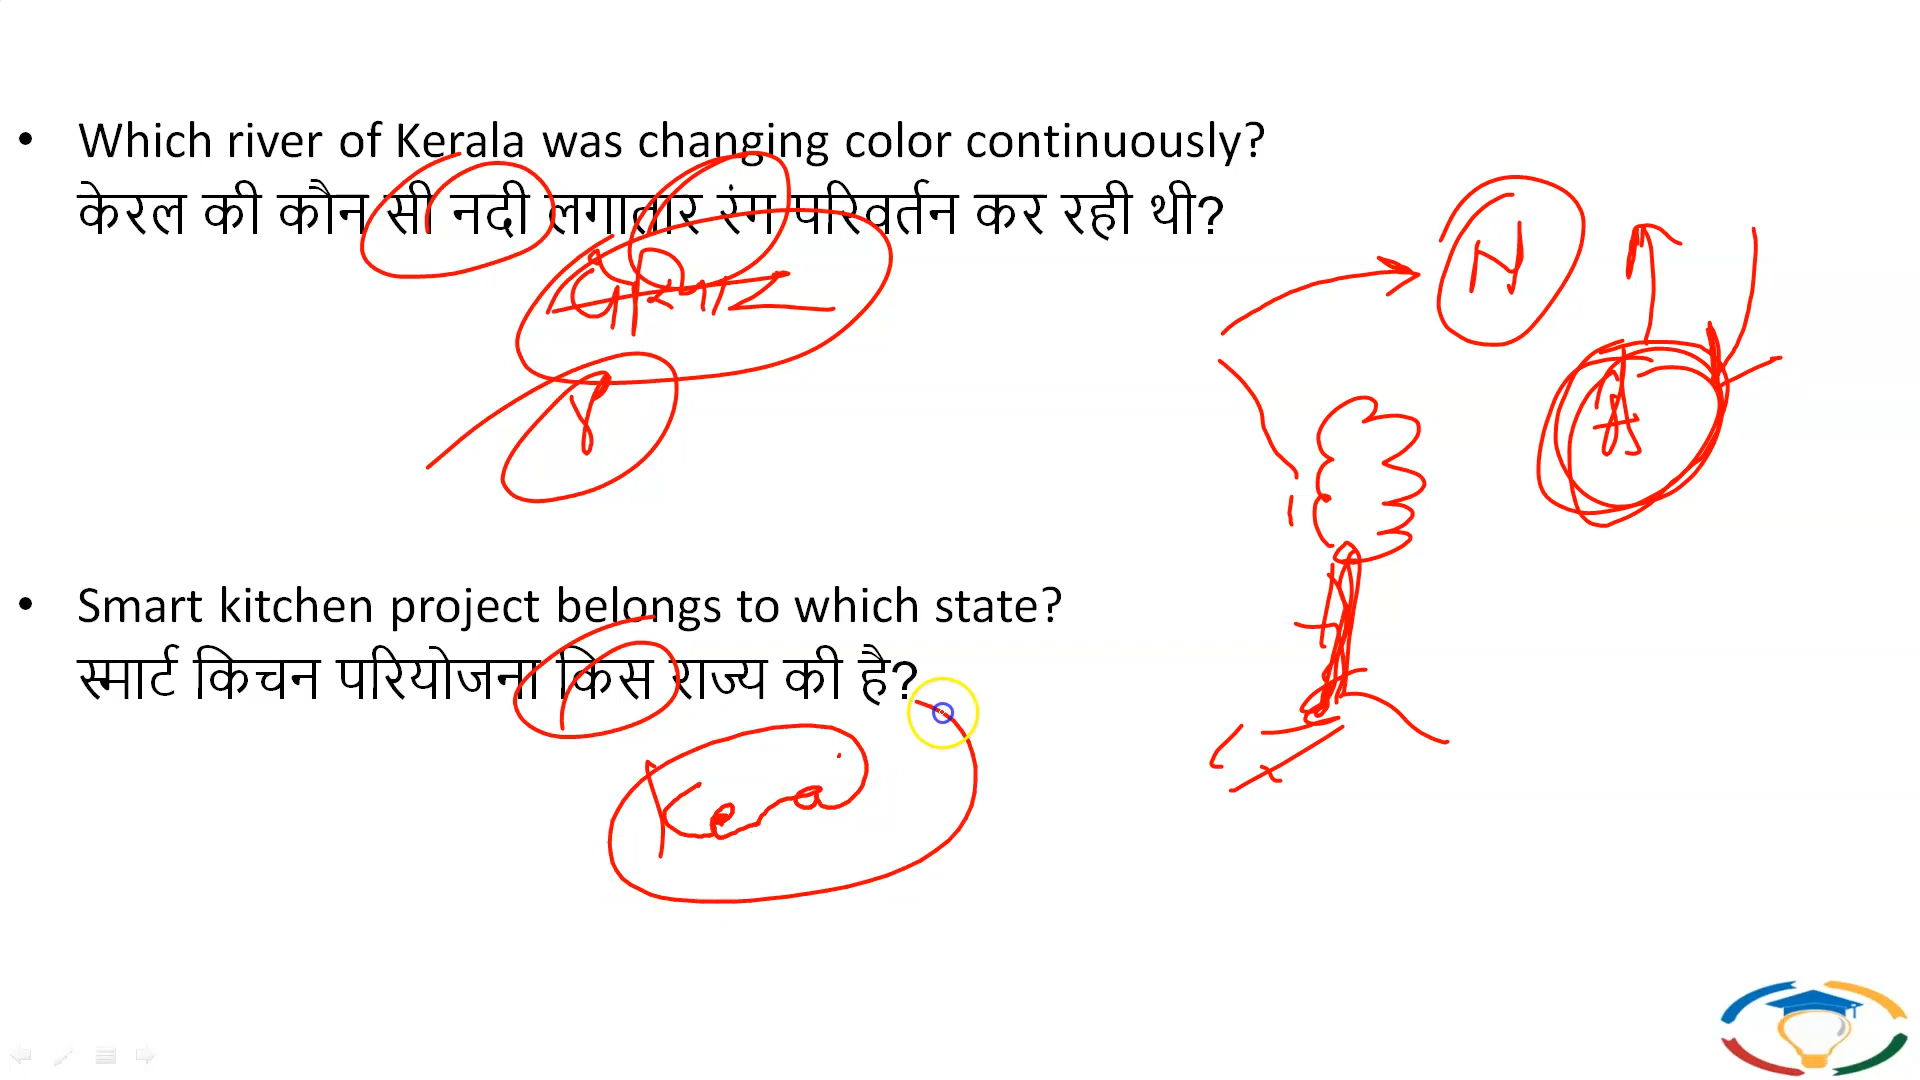 • Which river of Kerala was changing color continuously?
केरल की कौन सी नदी लगातार रंग परिवर्तन कर रही थी?
N
• Smart kitchen project belongs to which state?
स्मार्ट किचन परियोजना किस राज्य की है?
Kera